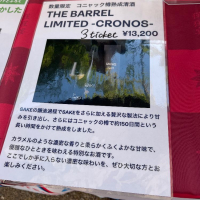 かした
数量限定 コニャック樽熟成清酒
THE BARREL
LIMITED -CRONOS-
3 ticket ¥13,200
SAKEの醸造過程でSAKEをさらに加える贅沢な製法により甘
みを引き出し、さらにはコニャックの樽で約150日間という
長い時間をかけて熟成をしました。
カラメルのような濃密な香りと柔らかくふくよかな甘味で、
優雅なひとときを味わえる特別なお酒です。
ここでしか手に入らない濃密な味わいを、ぜひ大切な方とお
楽しみください。